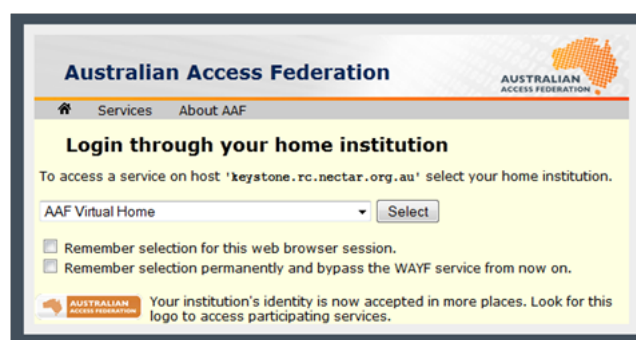 Australian Access Federation
AUSTRALIAN
ACCESS FEDERATION
Services About AAF
Login through your home institution
To access a service on host 'keystone.rc.nectar.org.au' select your home institution.
AAF Virtual Home Select
Remember selection for this web browser session.
Remember selection permanently and bypass the WAYF service from now on.
AUSTRALIAN
ACCESS FEDERATION
Your institution's identity is now accepted in more places. Look for this
logo to access participating services.